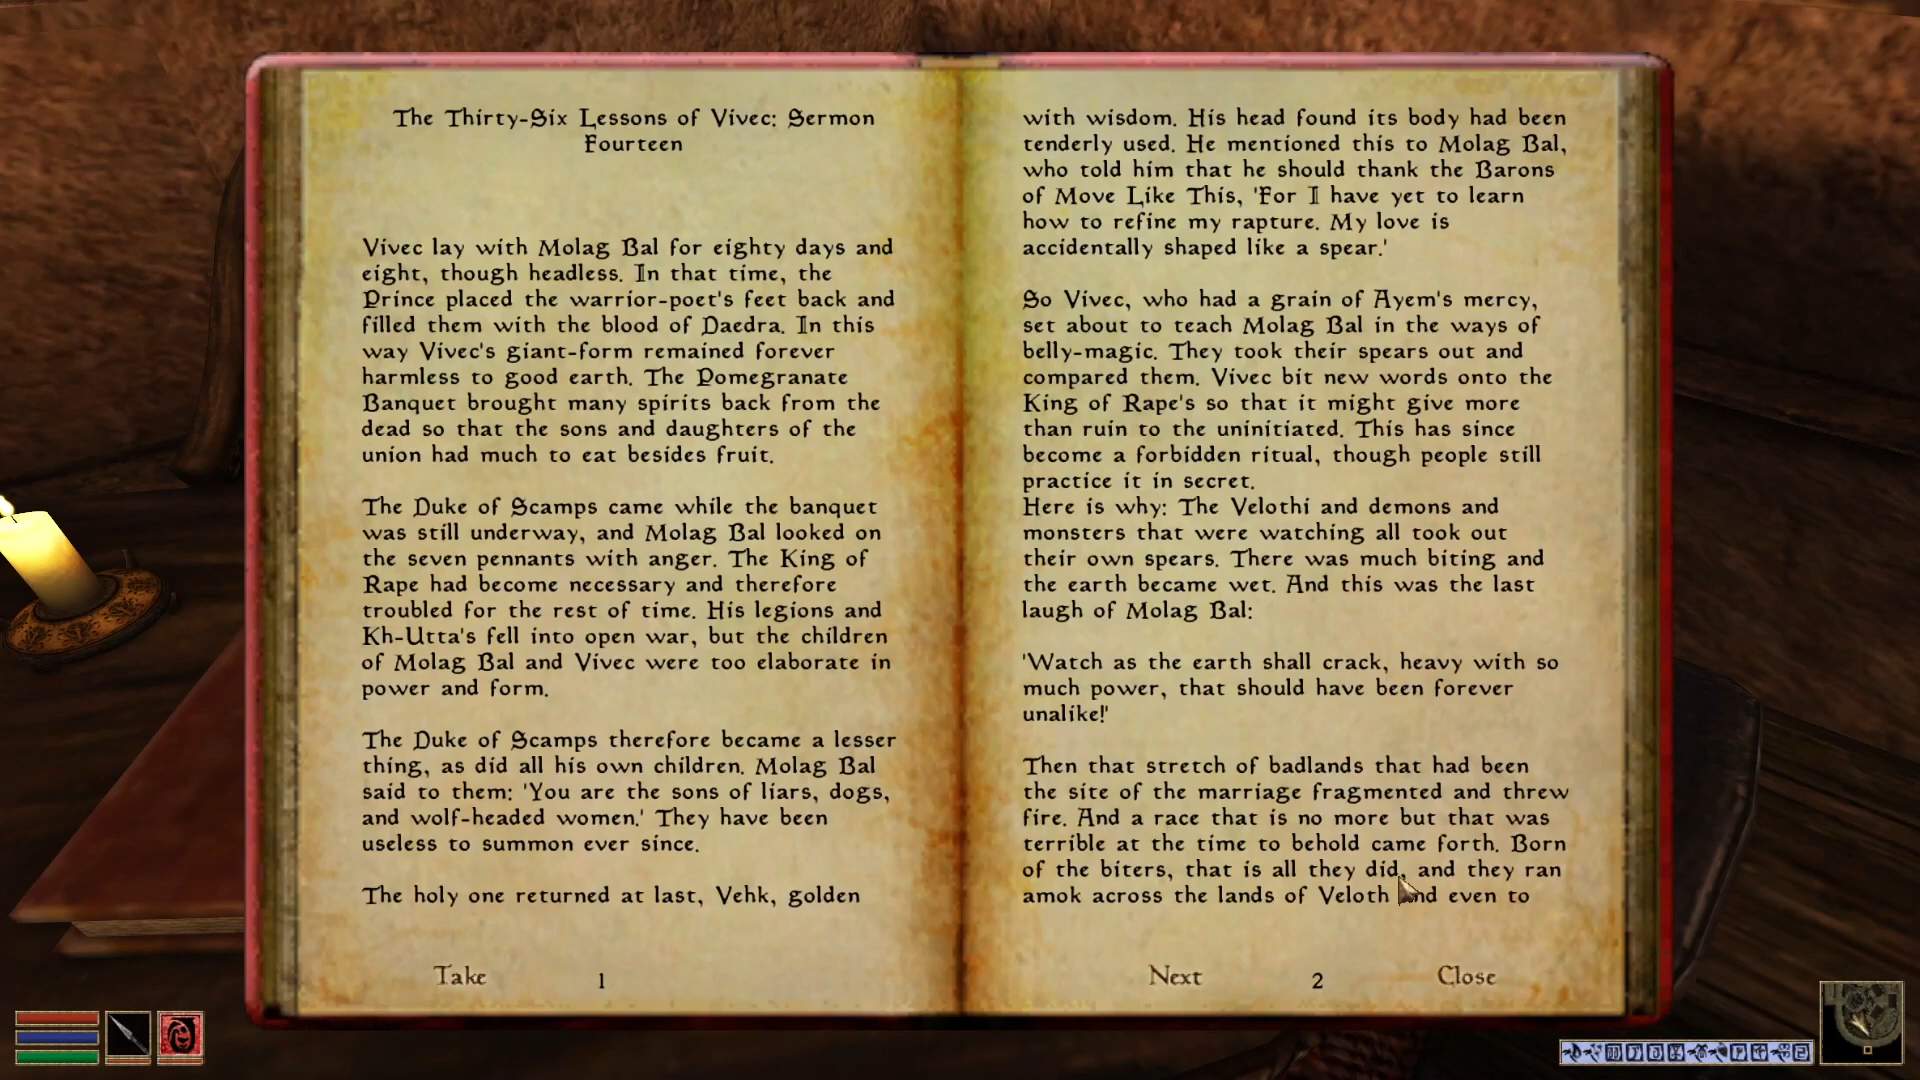 The Thirty-Six Lessons of Vivec: Sermon
Fourteen
Vivec lay with Molag Bal for eighty days and
eight, though headless. In that time, the
Prince placed the warrior-poet's feet back and
filled them with the blood of Daedra. In this
way Vivec's giant-form remained forever
harmless to good earth. The Pomegranate
Banquet brought many spirits back from the
dead so that the sons and daughters of the
union had much to eat besides fruit.
The Duke of Scamps came while the banquet
was still underway, and Molag Bal looked on
the seven pennants with anger. The King of
Rape had become necessary and therefore
troubled for the rest of time. His legions and
Kh-Utta's fell into open war, but the children
of Molag Bal and Vivec were too elaborate in
power and form.
The Duke of Scamps therefore became a lesser
thing, as did all his own children. Molag Bal
said to them: 'You are the sons of liars, dogs,
and wolf-headed women.' They have been
useless to summon ever since.
The holy one returned at last, Vehk, golden
with wisdom. His head found its body had been
tenderly used. He mentioned this to Molag Bal,
who told him that he should thank the Barons
of Move Like This, 'For I have yet to learn
how to refine my rapture. My love is
accidentally shaped like a spear.'
So Vivec, who had a grain of Ayem's mercy,
set about to teach Molag Bal in the ways of
belly-magic. They took their spears out and
compared them. Vivec bit new words onto the
King of Rape's so that it might give more
than ruin to the uninitiated. This has since
become a forbidden ritual, though people still
practice it in secret.
Here is why: The Velothi and demons and
monsters that were watching all took out
their own spears. There was much biting and
the earth became wet. And this was the last
laugh of Molag Bal:
'Watch as the earth shall crack, heavy with so
much power, that should have been forever
unalike!'
Then that stretch of badlands that had been
the site of the marriage fragmented and threw
fire. And a race that is no more but that was
terrible at the time to behold came forth. Born
of the biters, that is all they did, and they ran
amok across the lands of Veloth and even to
Take
1
Next
2
Close